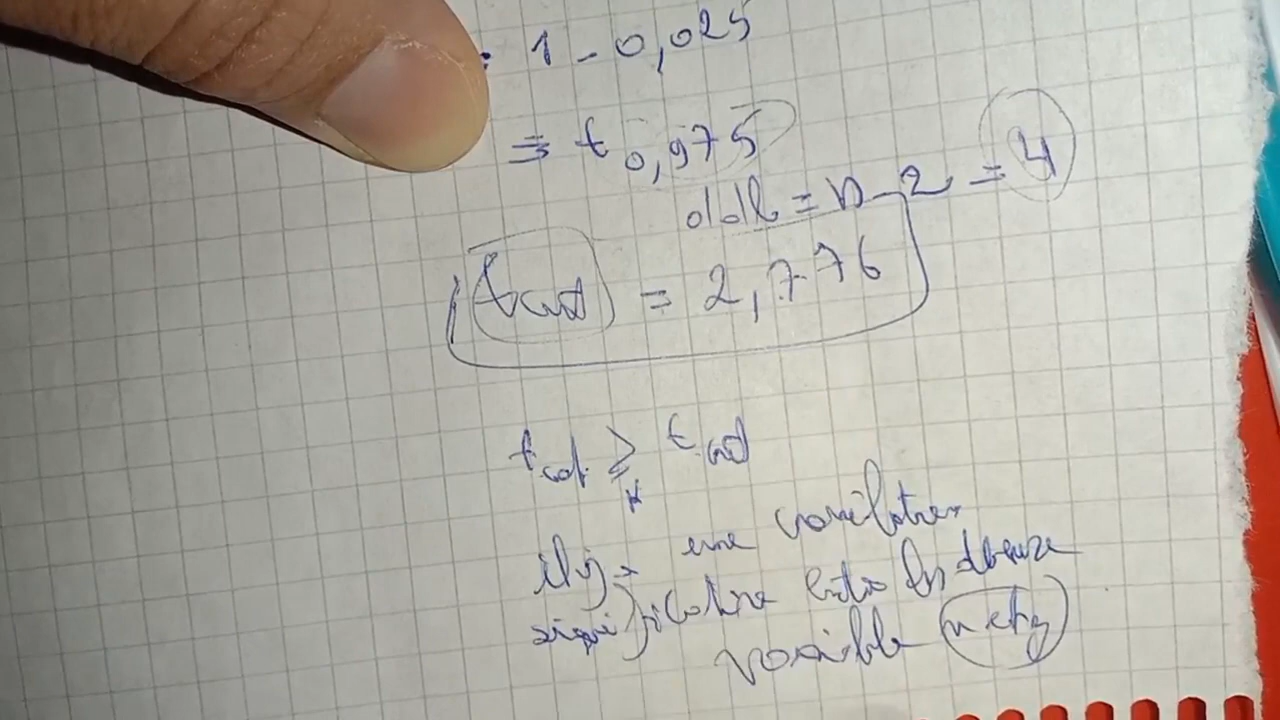 : 1 - 0,025
= t 0,975
ddl = n - 2 = 4
tcrit = 2,776
tcal ≥ tcrit
il y a une corrélation
significative entre les deux
variable x et y